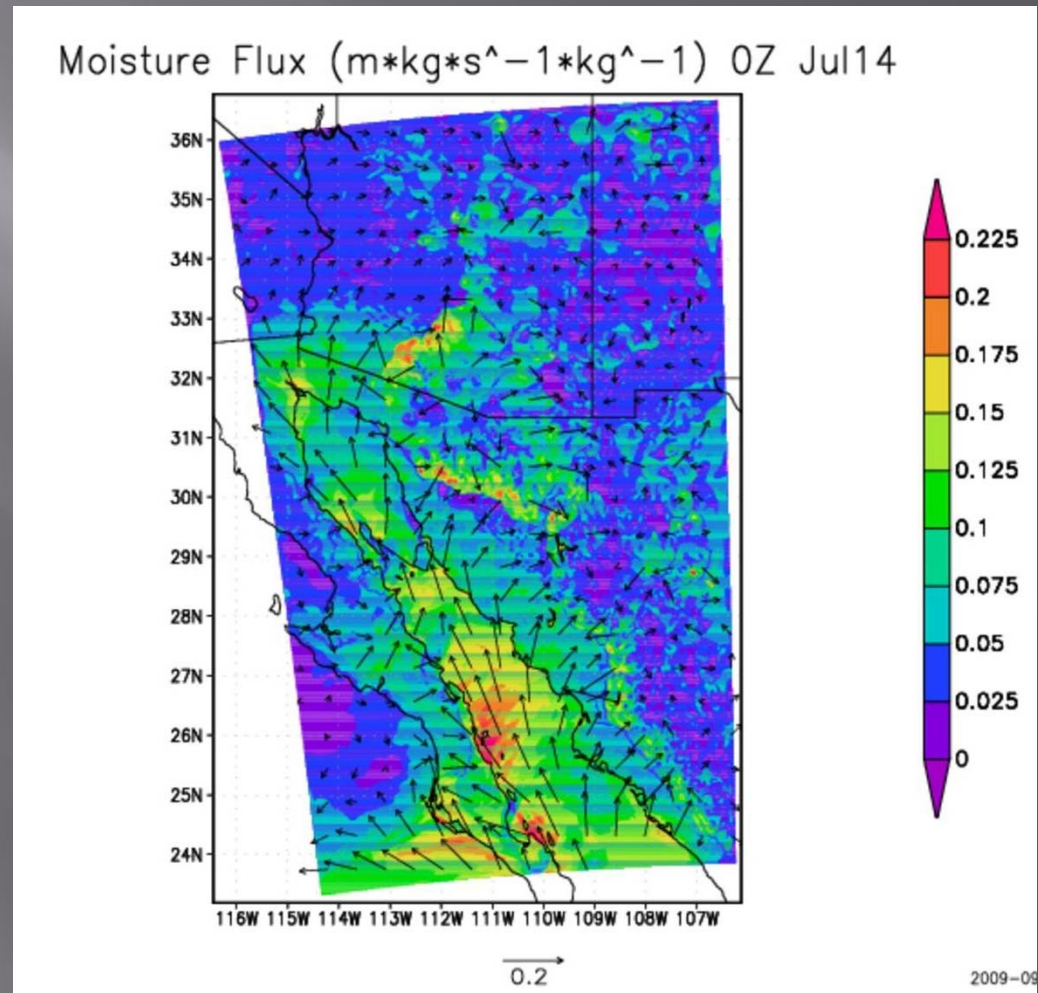 Moisture Flux (m*kg*s^-1*kg^-1) 0Z Jul14
36N
35N
34N
33N
32N
31N
30N
29N
28N
27N
26N
25N
24N
116W 115W 114W 113W 112W 111W 110W 109W 108W 107W
0.225
0.2
0.175
0.15
0.125
0.1
0.075
0.05
0.025
0
0.2
2009-09